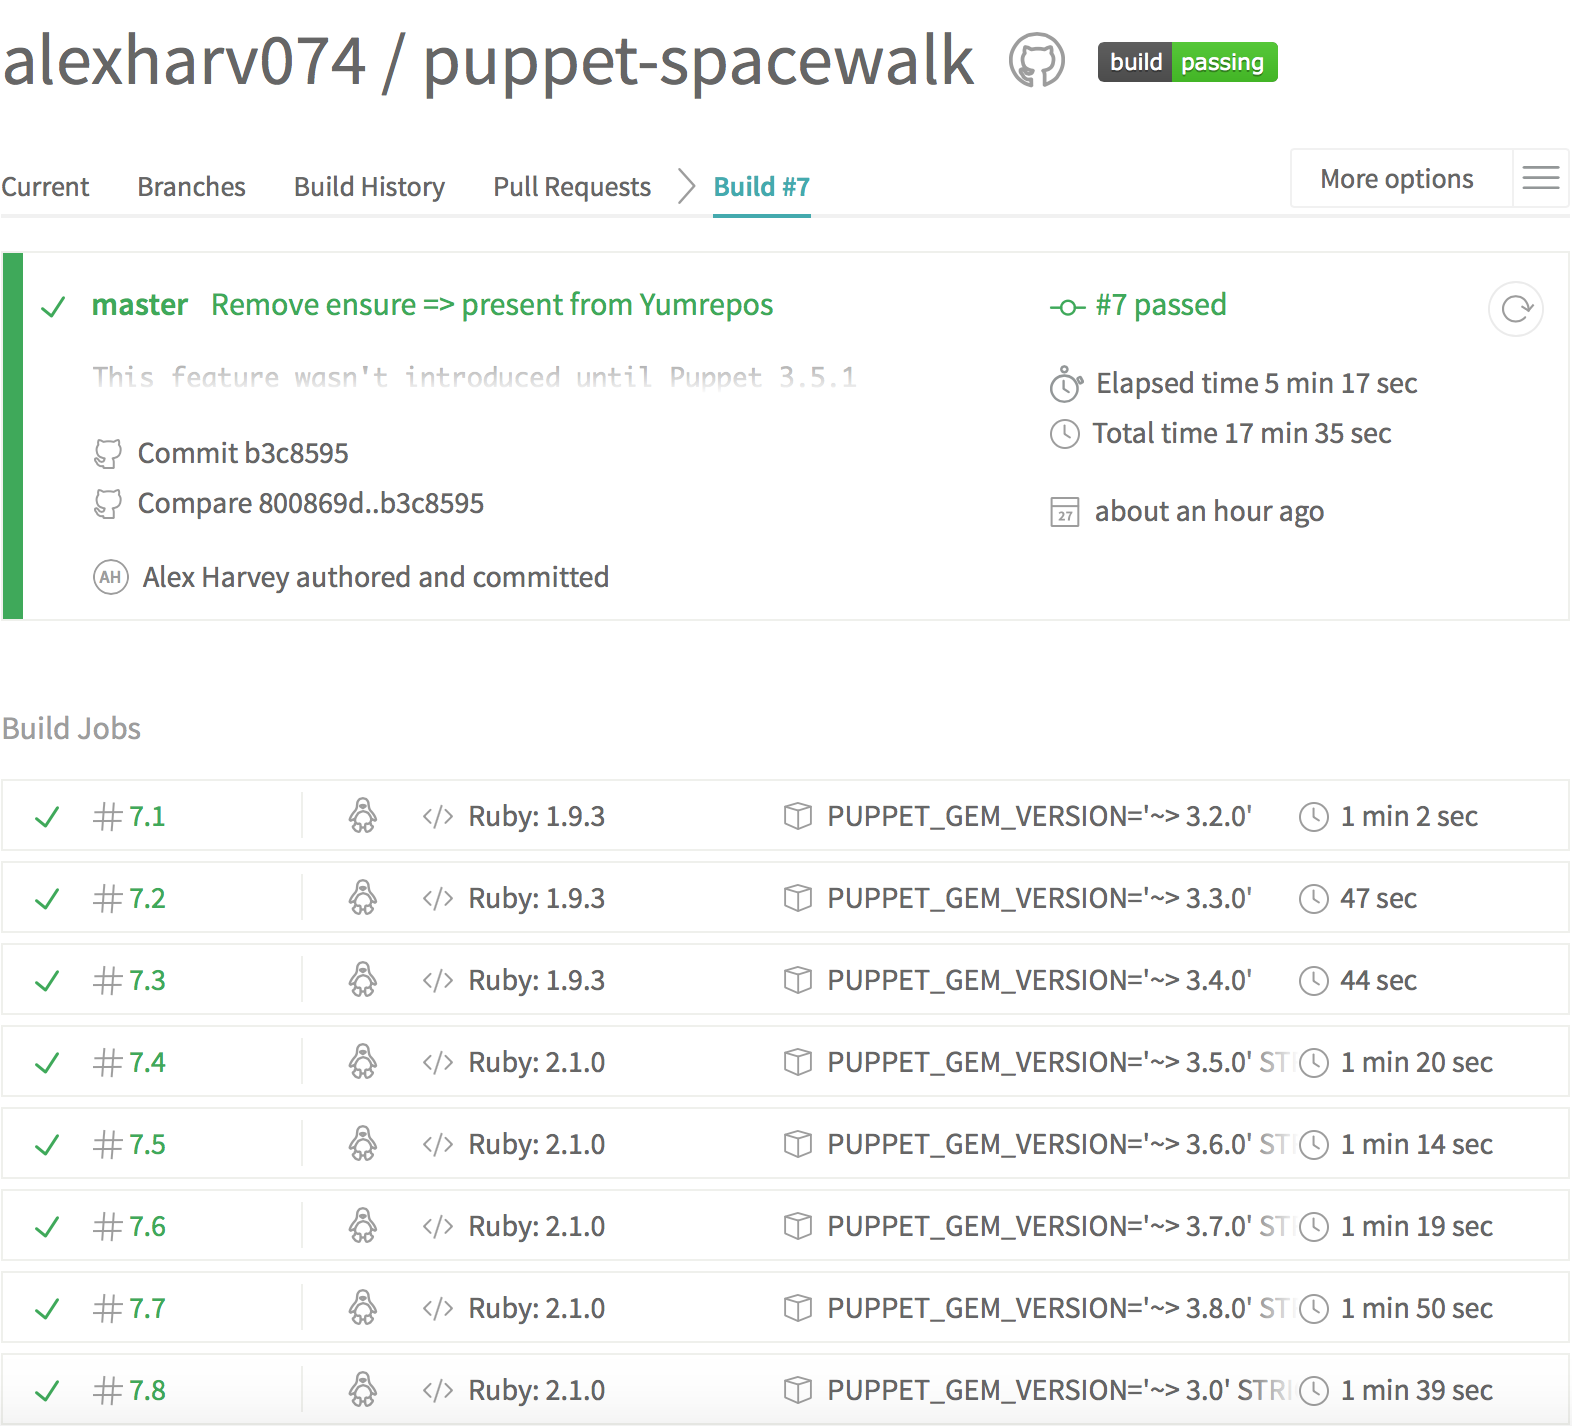 alexharv074 / puppet-spacewalk build passing
Current Branches Build History Pull Requests Build #7 More options
master Remove ensure => present from Yumrepos #7 passed
This feature wasn't introduced until Puppet 3.5.1
Elapsed time 5 min 17 sec
Total time 17 min 35 sec
Commit b3c8595
Compare 800869d..b3c8595
27 about an hour ago
AH Alex Harvey authored and committed
Build Jobs
# 7.1 </> Ruby: 1.9.3 PUPPET_GEM_VERSION='~> 3.2.0' 1 min 2 sec
# 7.2 </> Ruby: 1.9.3 PUPPET_GEM_VERSION='~> 3.3.0' 47 sec
# 7.3 </> Ruby: 1.9.3 PUPPET_GEM_VERSION='~> 3.4.0' 44 sec
# 7.4 </> Ruby: 2.1.0 PUPPET_GEM_VERSION='~> 3.5.0' ST 1 min 20 sec
# 7.5 </> Ruby: 2.1.0 PUPPET_GEM_VERSION='~> 3.6.0' ST 1 min 14 sec
# 7.6 </> Ruby: 2.1.0 PUPPET_GEM_VERSION='~> 3.7.0' ST 1 min 19 sec
# 7.7 </> Ruby: 2.1.0 PUPPET_GEM_VERSION='~> 3.8.0' ST 1 min 50 sec
# 7.8 </> Ruby: 2.1.0 PUPPET_GEM_VERSION='~> 3.0' STRI 1 min 39 sec